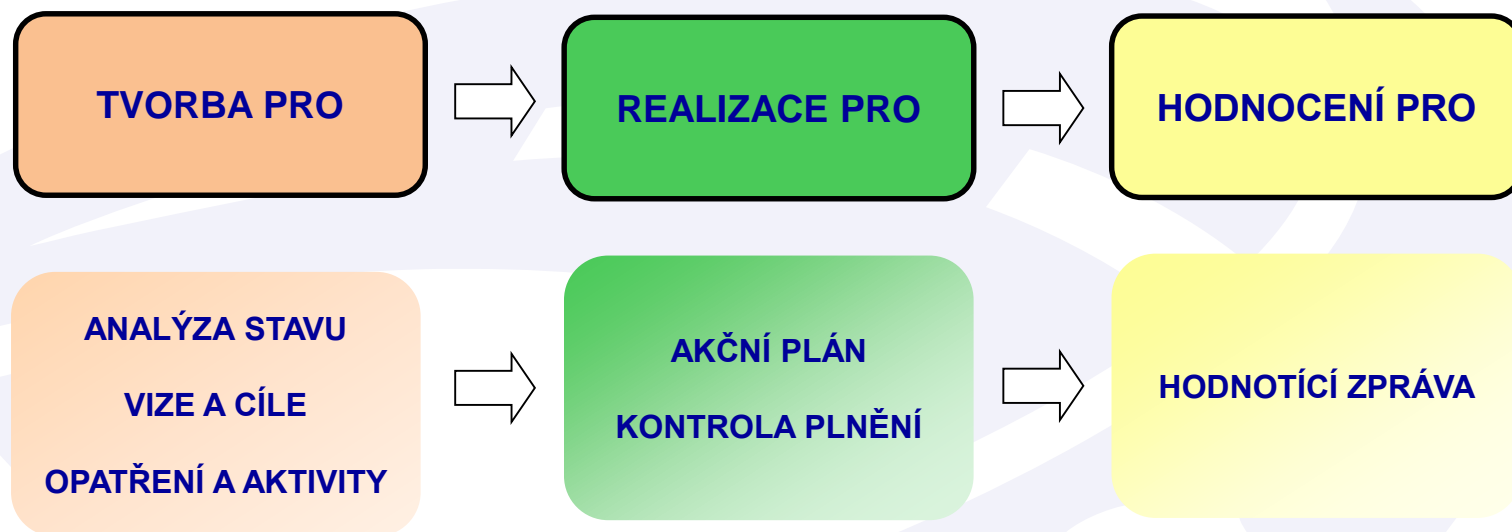 TVORBA PRO
REALIZACE PRO
HODNOCENÍ PRO
ANALÝZA STAVU
VIZE A CÍLE
OPATŘENÍ A AKTIVITY
AKČNÍ PLÁN
KONTROLA PLNĚNÍ
HODNOTÍCÍ ZPRÁVA